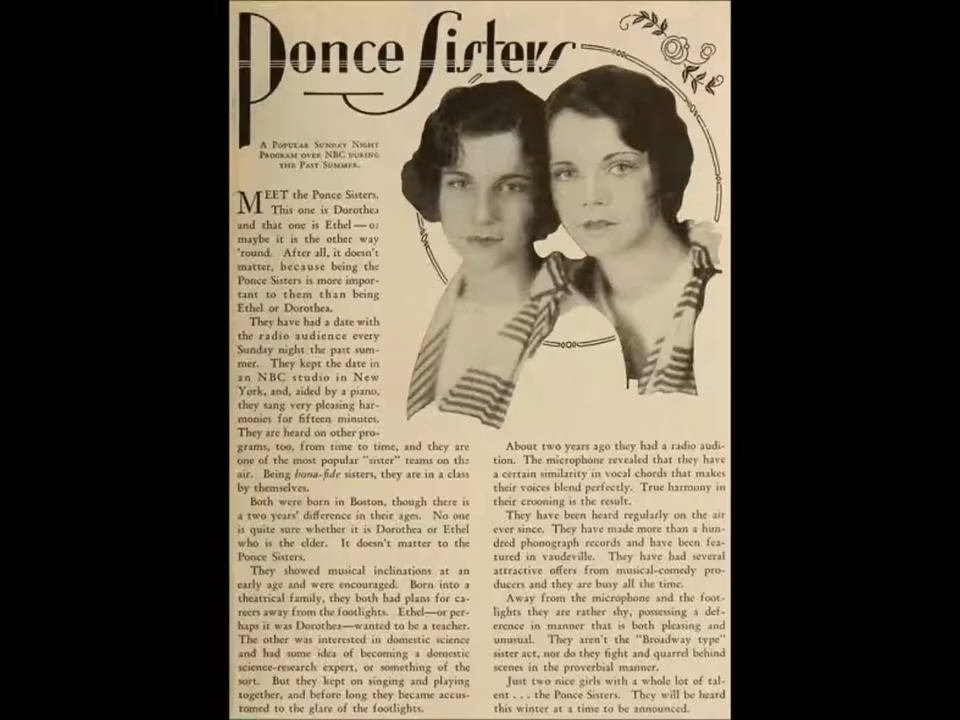 Ponce Sisters
A Popular Sunday Night
Program over NBC during
the Past Summer.
MEET the Ponce Sisters.
This one is Dorothea
and that one is Ethel—or
maybe it is the other way
'round. After all, it doesn't
matter, because being the
Ponce Sisters is more impor-
tant to them than being
Ethel or Dorothea.
They have had a date with
the radio audience every
Sunday night the past sum-
mer. They kept the date in
an NBC studio in New
York, and, aided by a piano,
they sang very pleasing har-
monies for fifteen minutes.
They are heard on other pro-
grams, too, from time to time, and they are
one of the most popular "sister" teams on the
air. Being bona-fide sisters, they are in a class
by themselves.
Both were born in Boston, though there is
a two years' difference in their ages. No one
is quite sure whether it is Dorothea or Ethel
who is the elder. It doesn't matter to the
Ponce Sisters.
They showed musical inclinations at an
early age and were encouraged. Born into a
theatrical family, they both had plans for ca-
reers away from the footlights. Ethel—or per-
haps it was Dorothea—wanted to be a teacher.
The other was interested in domestic science
and had some idea of becoming a domestic
science-research expert, or something of the
sort. But they kept on singing and playing
together, and before long they became accus-
tomed to the glare of the footlights.
About two years ago they had a radio audi-
tion. The microphone revealed that they have
a certain similarity in vocal chords that makes
their voices blend perfectly. True harmony in
their crooning is the result.
They have been heard regularly on the air
ever since. They have made more than a hun-
dred phonograph records and have been fea-
tured in vaudeville. They have had several
attractive offers from musical-comedy pro-
ducers and they are busy all the time.
Away from the microphone and the foot-
lights they are rather shy, possessing a def-
erence in manner that is both pleasing and
unusual. They aren't the "Broadway type"
sister act, nor do they fight and quarrel behind
scenes in the proverbial manner.
Just two nice girls with a whole lot of tal-
ent . . . the Ponce Sisters. They will be heard
this winter at a time to be announced.